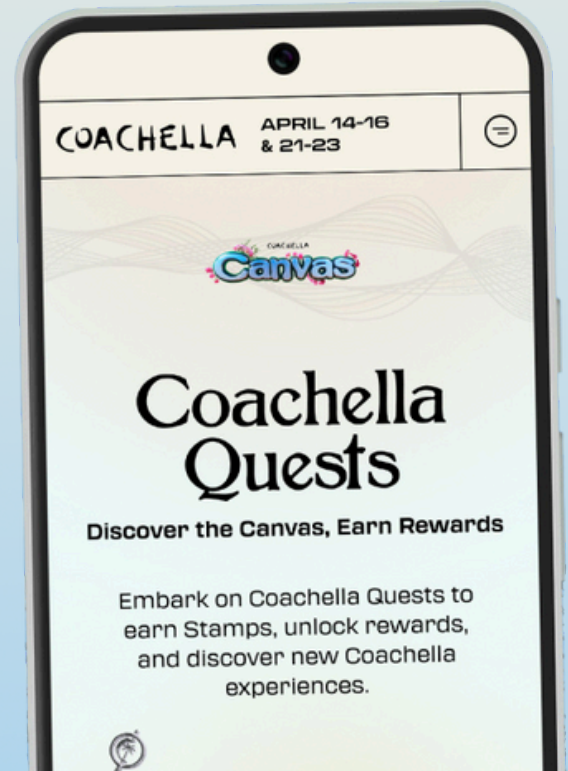 COACHELLA
APRIL 14-16
& 21-23
COACHELLA
Canvas
Coachella
Quests
Discover the Canvas, Earn Rewards
Embark on Coachella Quests to
earn Stamps, unlock rewards,
and discover new Coachella
experiences.